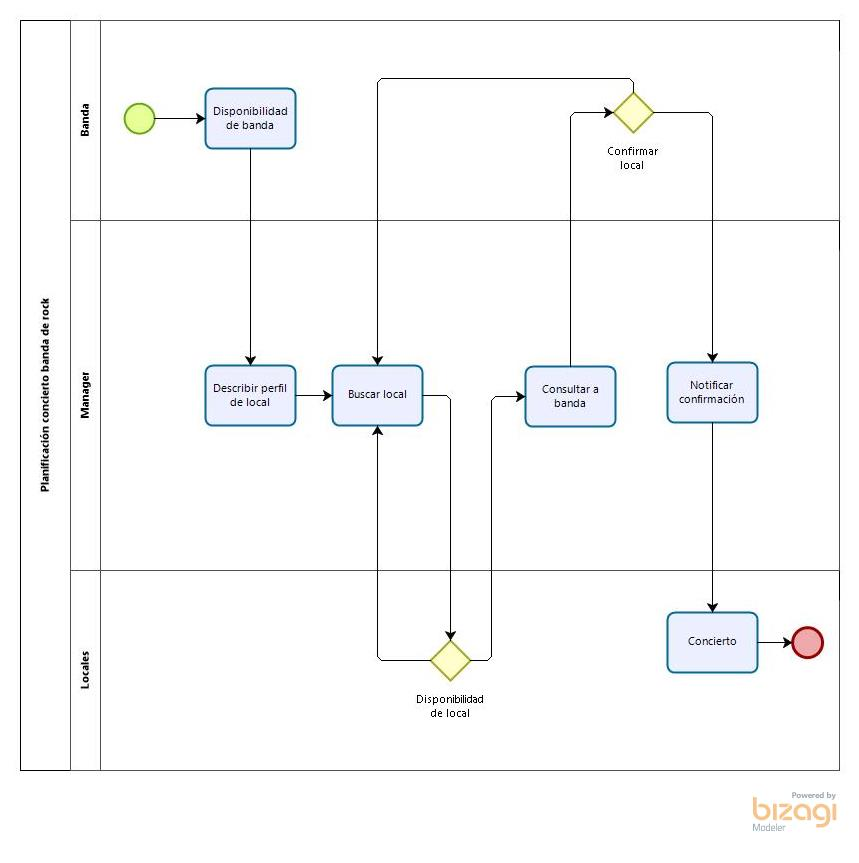 Planificación concierto banda de rock
Banda
Disponibilidad
de banda
Confirmar
local
Manager
Describir perfil
de local
Buscar local
Consultar a
banda
Notificar
confirmación
Locales
Disponibilidad
de local
Concierto
Powered by
bizagi
Modeler